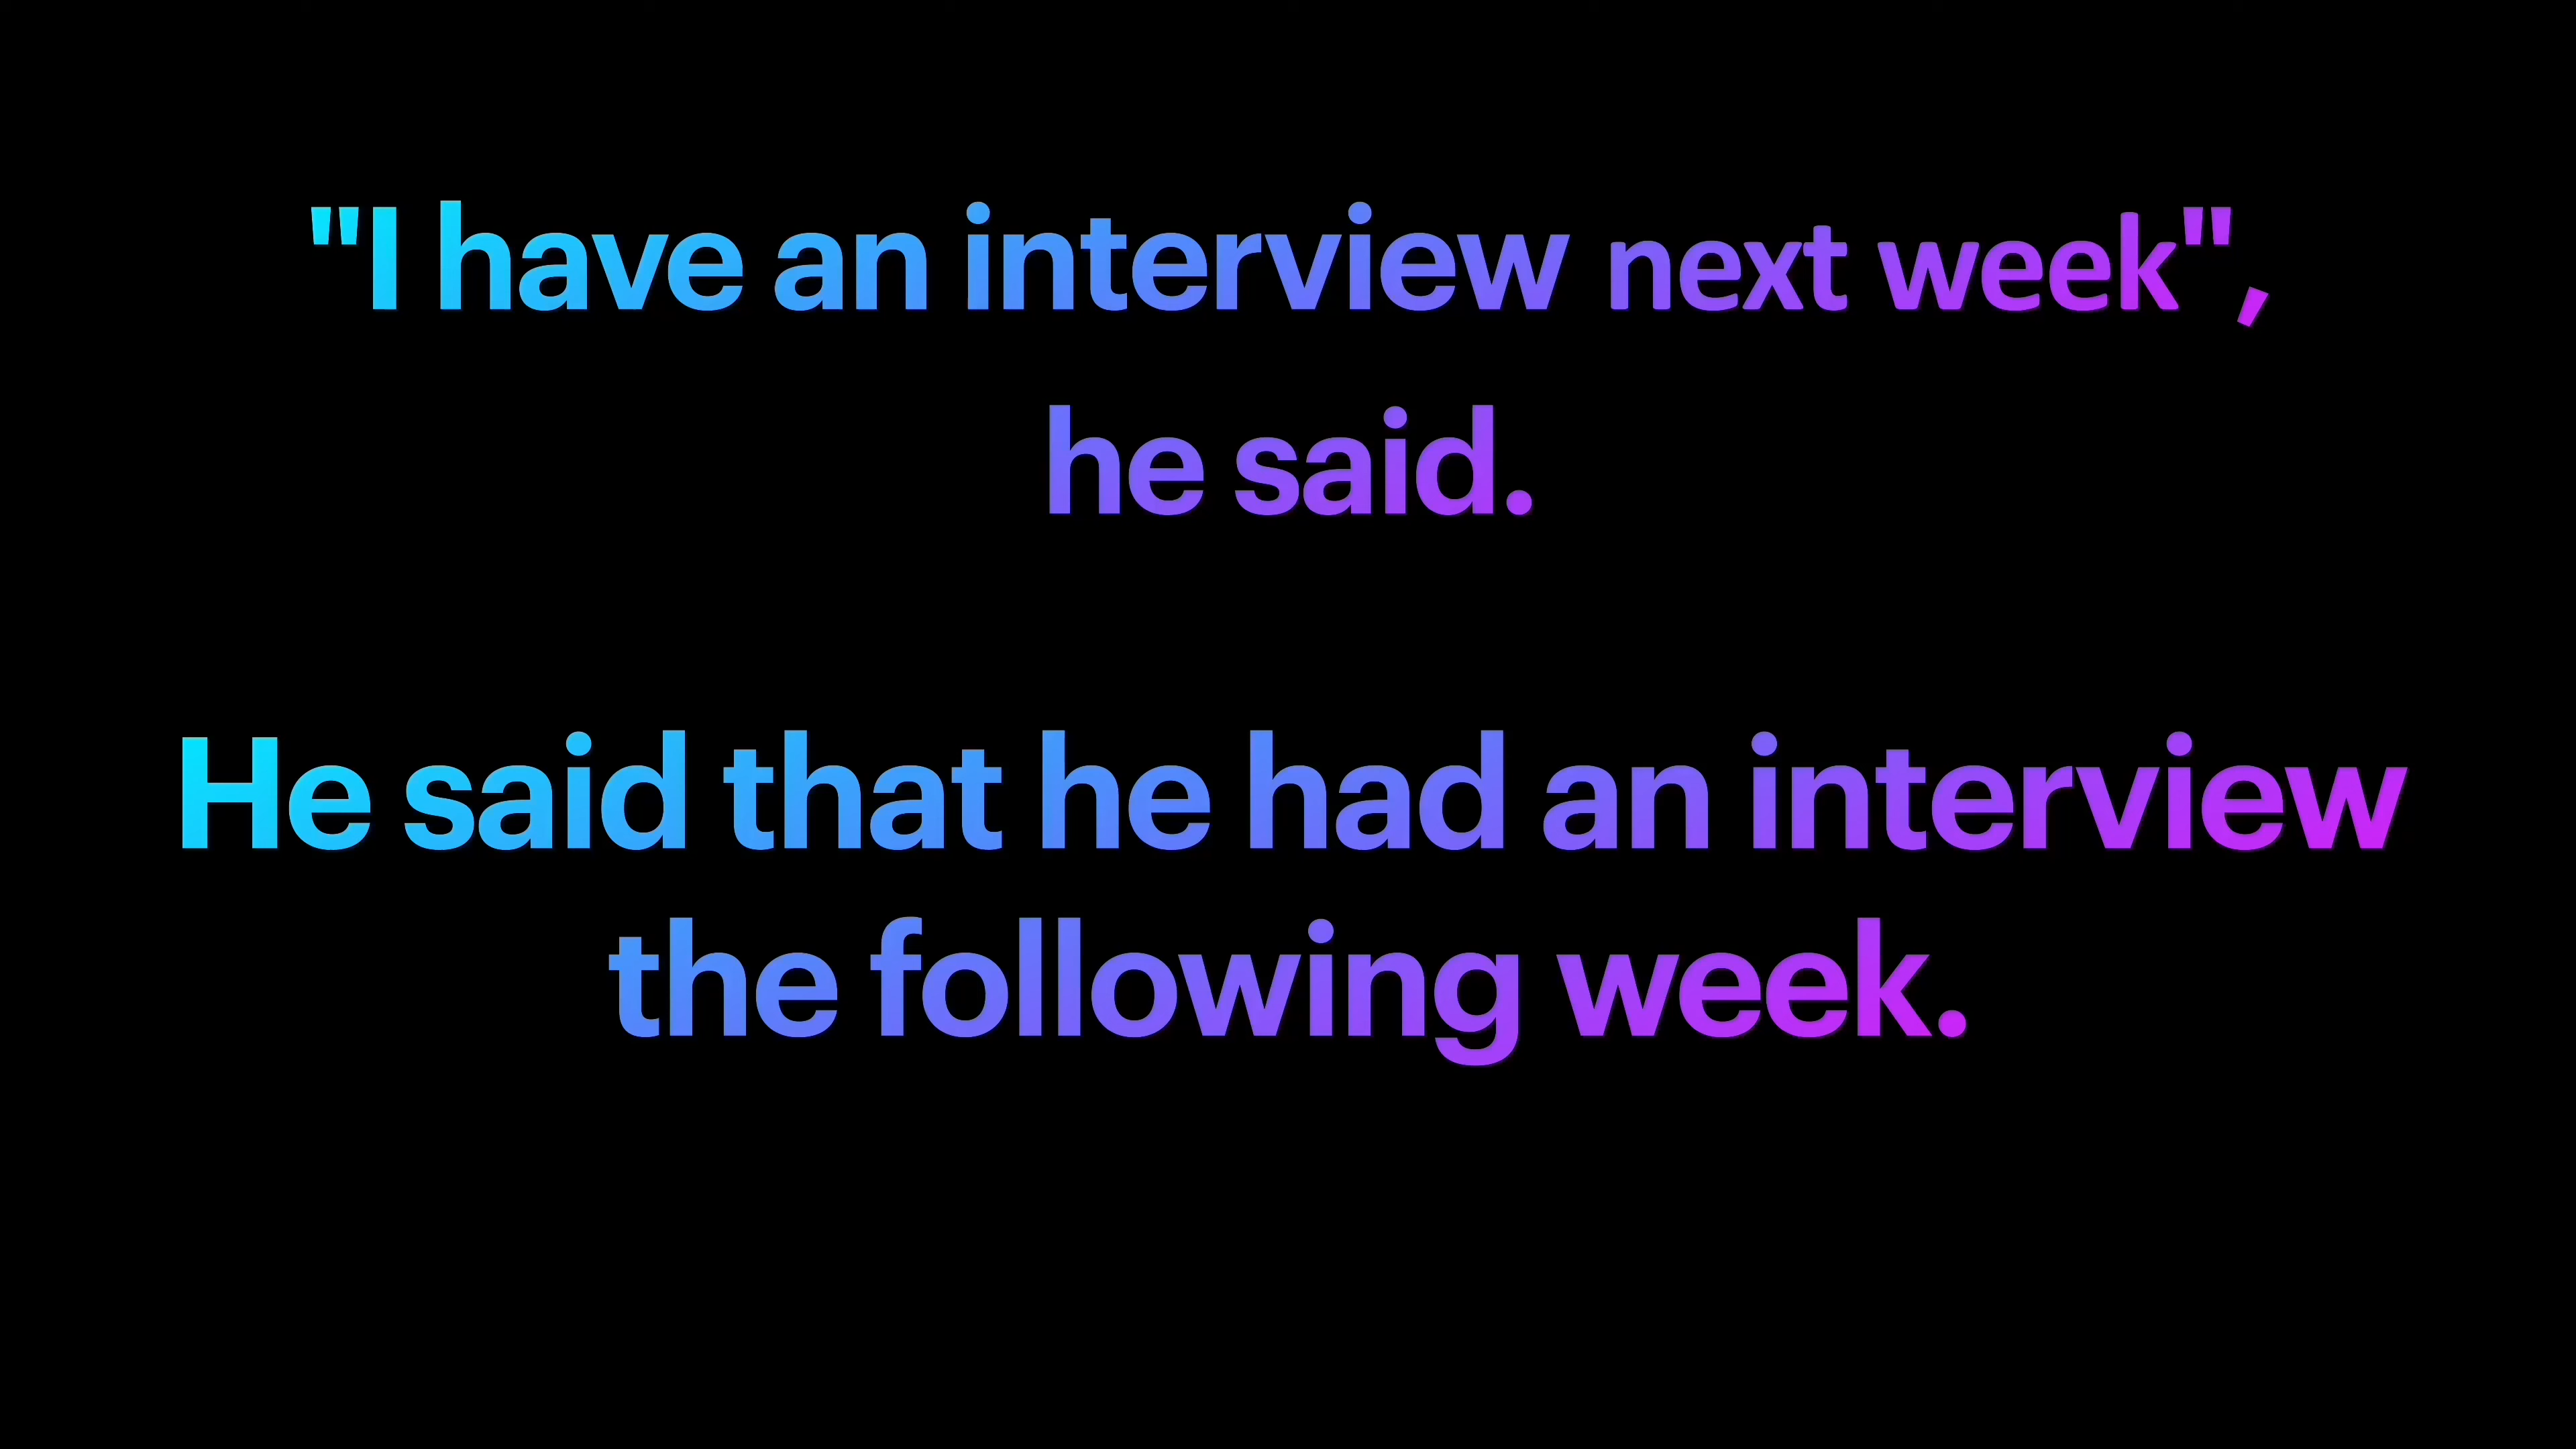 "I have an interview next week",
he said.
He said that he had an interview
the following week.